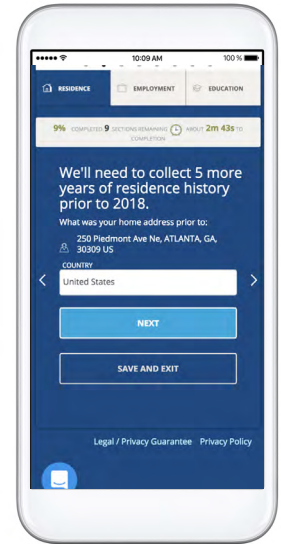 10:09 AM 100%
RESIDENCE EMPLOYMENT EDUCATION
9% COMPLETED 9 SECTIONS REMAINING ABOUT 2m 43s TO
COMPLETION
We'll need to collect 5 more
years of residence history
prior to 2018.
What was your home address prior to:
250 Piedmont Ave Ne, ATLANTA, GA,
30309 US
COUNTRY
United States
NEXT
SAVE AND EXIT
Legal / Privacy Guarantee Privacy Policy